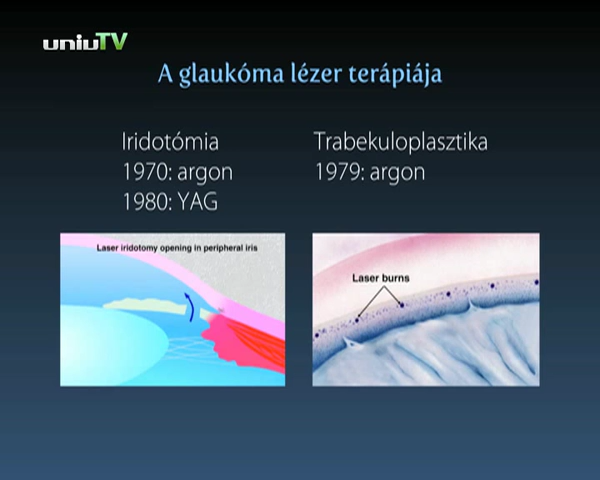 uniuTV
A glaukóma lézer terápiája
Iridotómia
1970: argon
1980: YAG
Trabekuloplasztika
1979: argon
Laser iridotomy opening in peripheral iris
Laser burns